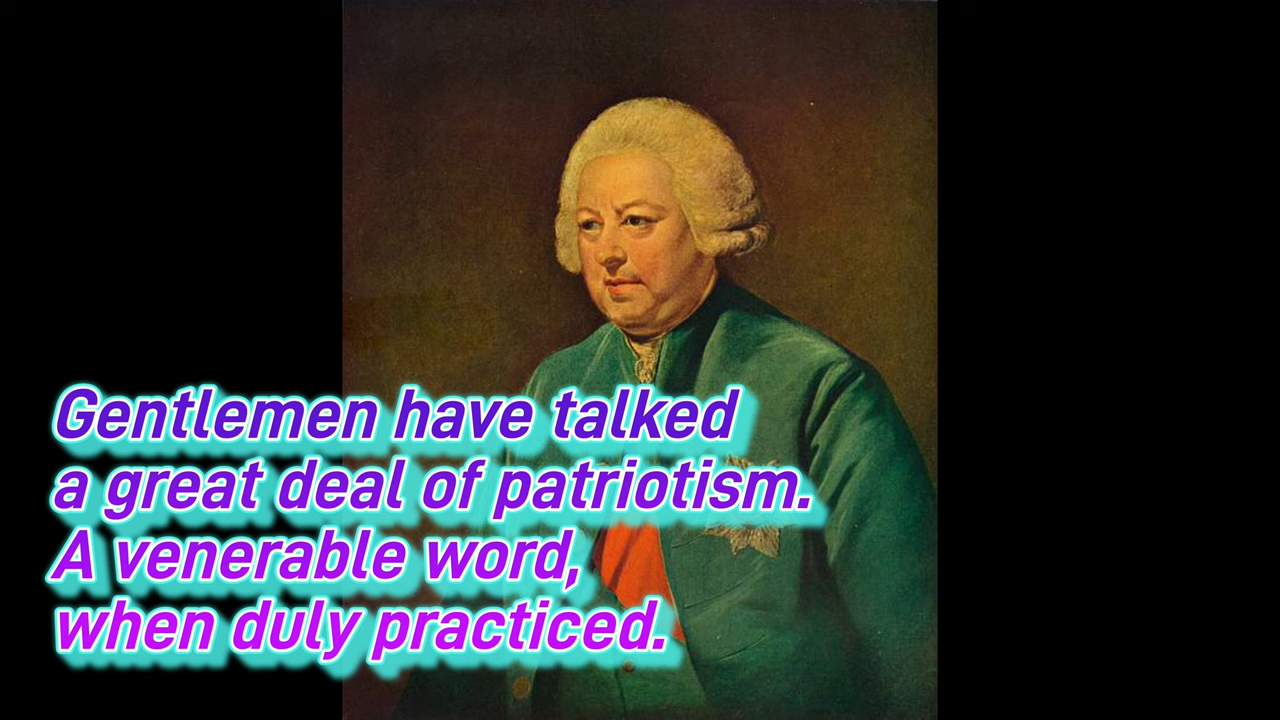 Gentlemen have talked
a great deal of patriotism.
A venerable word,
when duly practiced.